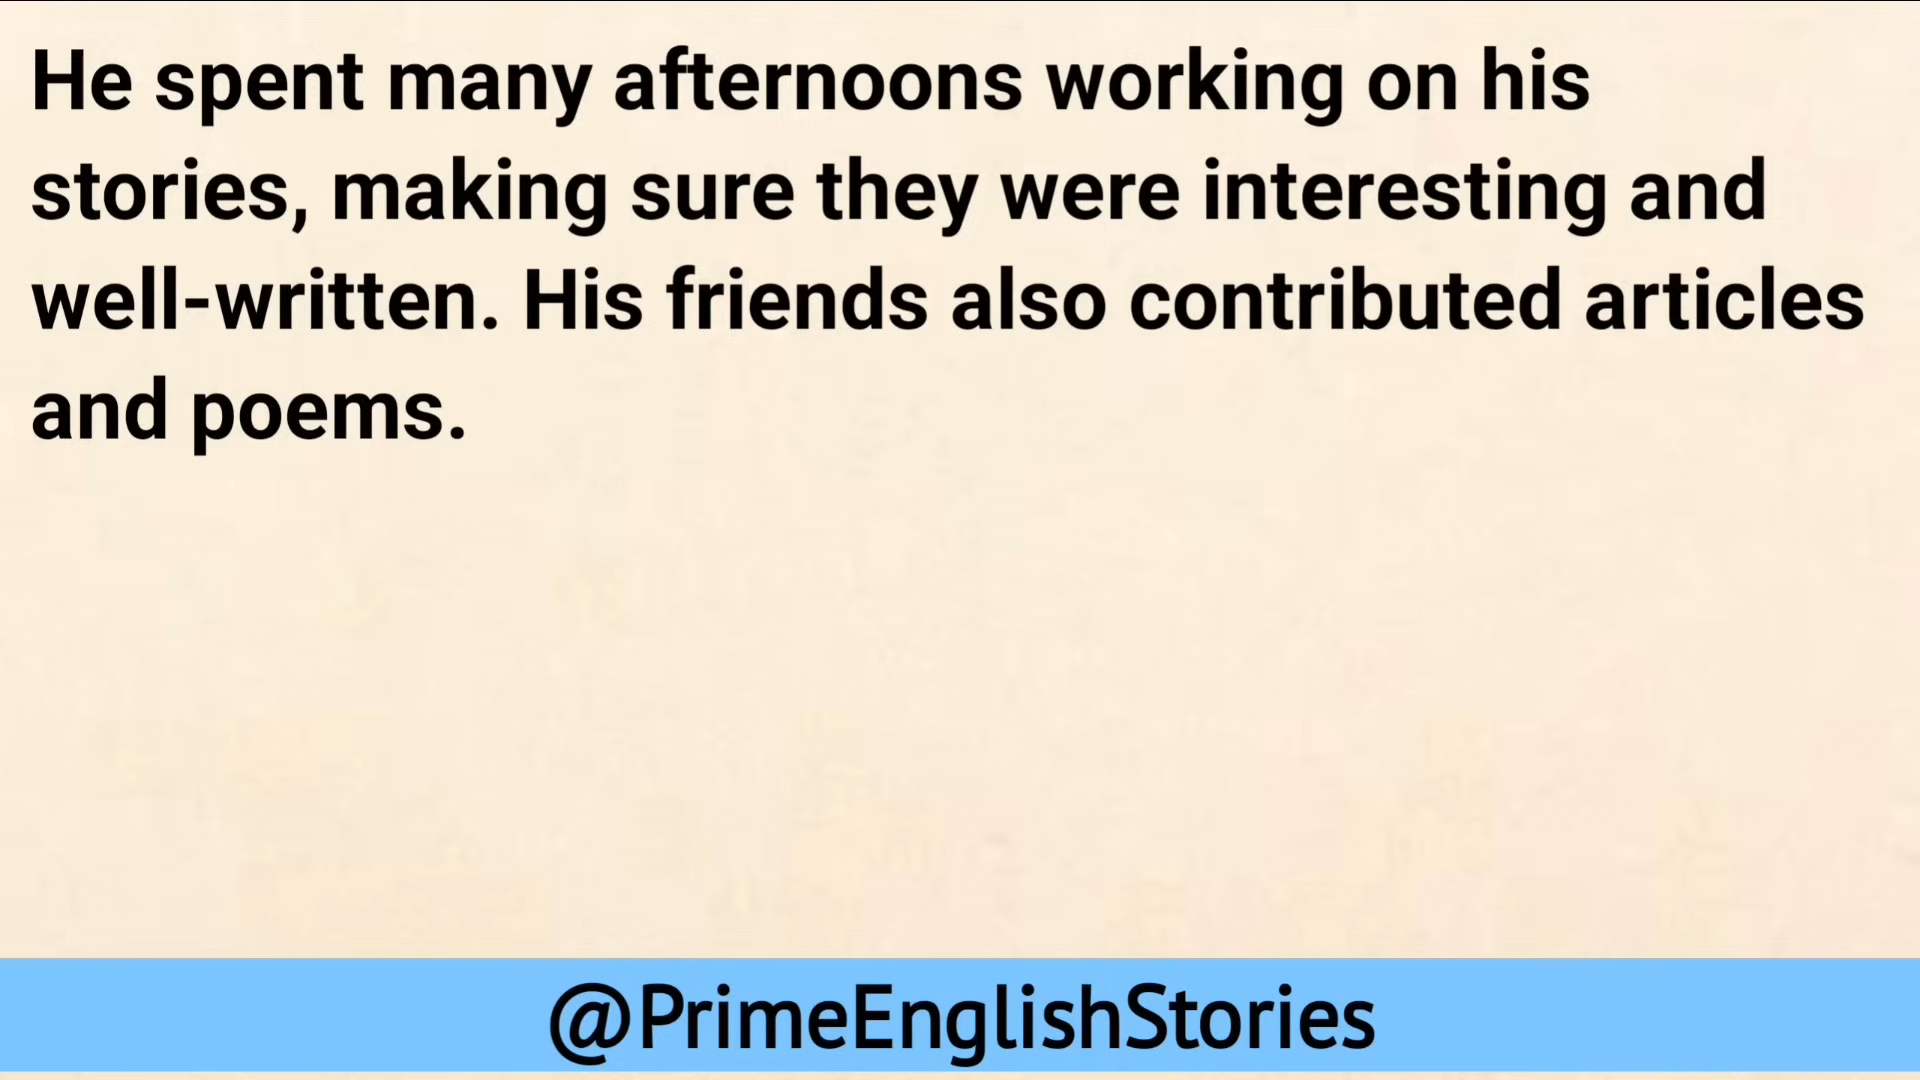 He spent many afternoons working on his
stories, making sure they were interesting and
well-written. His friends also contributed articles
and poems.
@PrimeEnglishStories